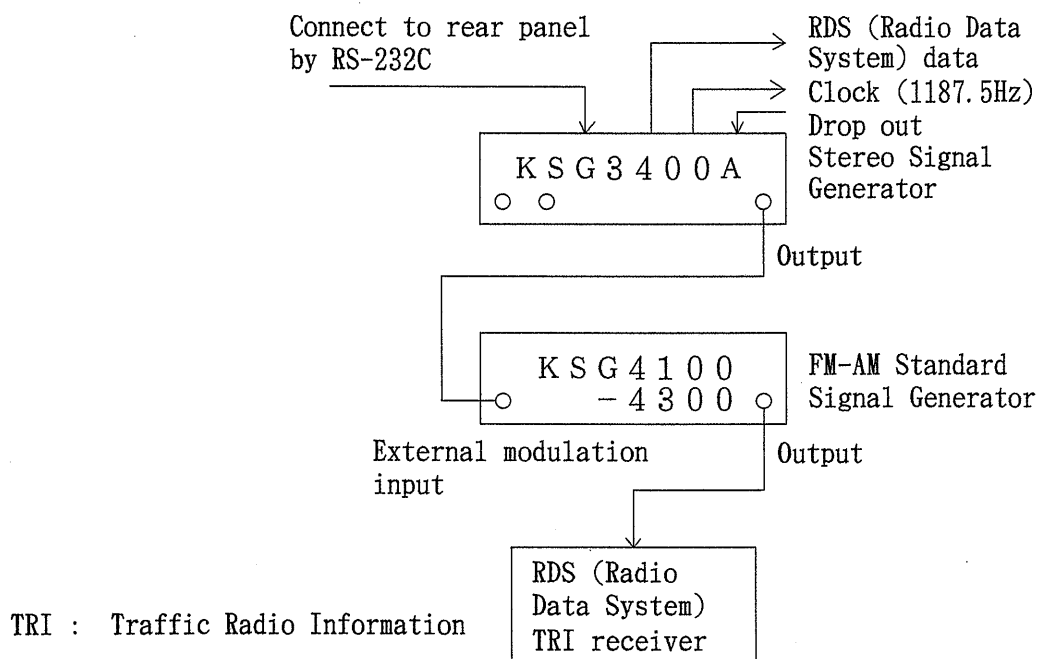 Connect to rear panel
by RS-232C
RDS (Radio Data
System) data
Clock (1187.5Hz)
Drop out
Stereo Signal
Generator
KSG3400A
Output
KSG4100
-4300
FM-AM Standard
Signal Generator
External modulation
input
Output
RDS (Radio
Data System)
TRI receiver
TRI : Traffic Radio Information